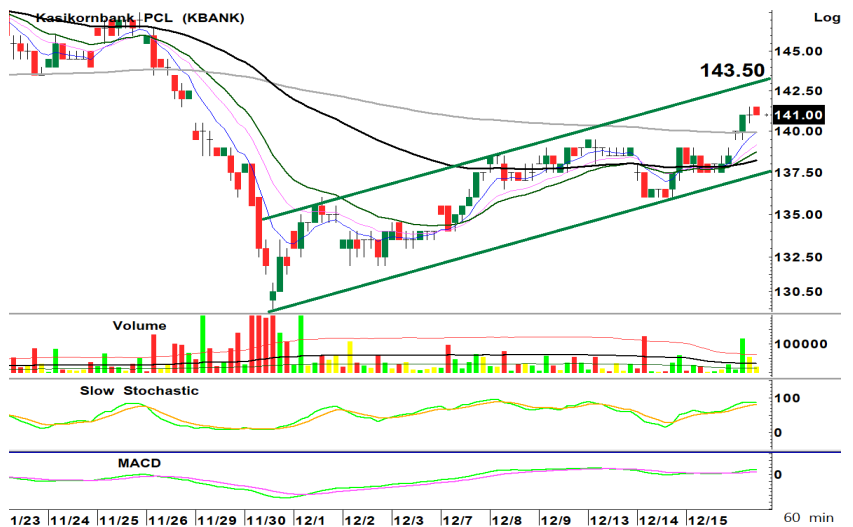 Kasikornbank PCL (KBANK)
Log
145.00
143.50
142.50
141.00
140.00
137.50
135.00
132.50
130.50
Volume
100000
Slow Stochastic
100
0
MACD
0
1/23 11/24 11/25 11/26 11/29 11/30 12/1 12/2 12/3 12/7 12/8 12/9 12/13 12/14 12/15
60 min